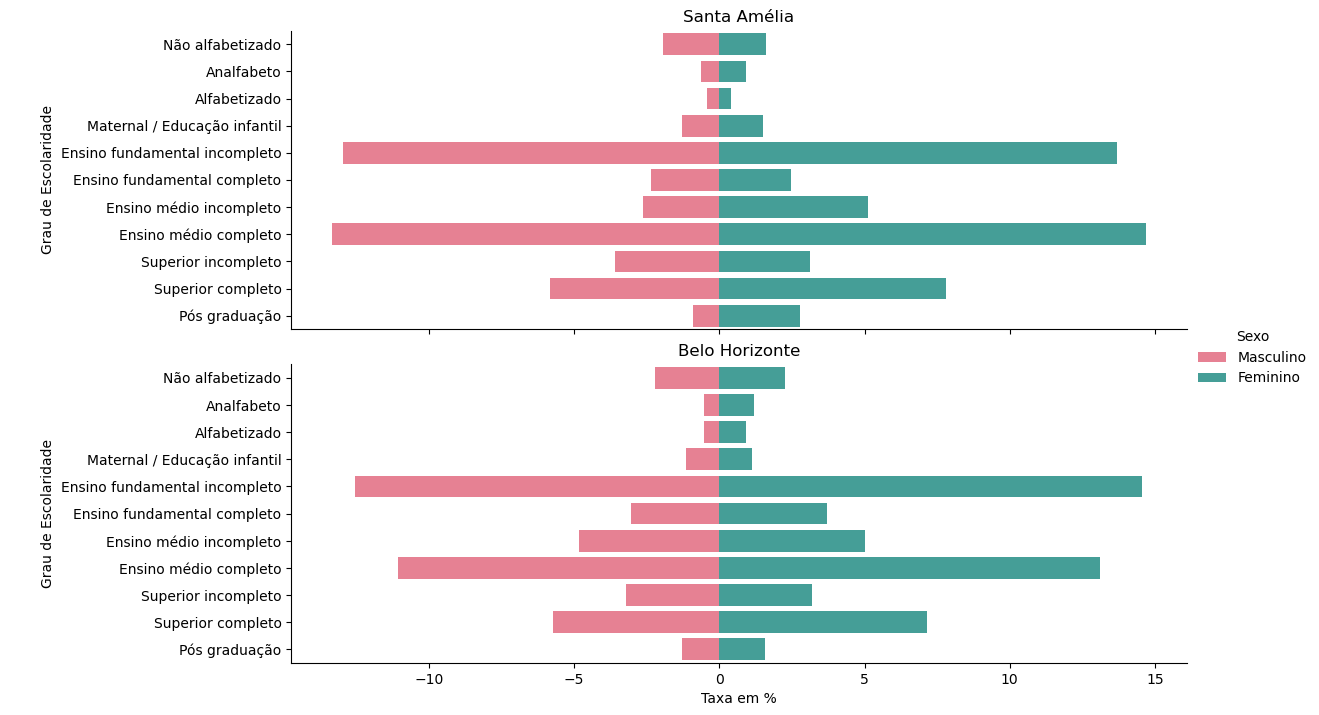 Santa Amélia
Grau de Escolaridade
Não alfabetizado
Analfabeto
Alfabetizado
Maternal / Educação infantil
Ensino fundamental incompleto
Ensino fundamental completo
Ensino médio incompleto
Ensino médio completo
Superior incompleto
Superior completo
Pós graduação
Sexo
Masculino
Feminino
Belo Horizonte
Grau de Escolaridade
Não alfabetizado
Analfabeto
Alfabetizado
Maternal / Educação infantil
Ensino fundamental incompleto
Ensino fundamental completo
Ensino médio incompleto
Ensino médio completo
Superior incompleto
Superior completo
Pós graduação
−10 −5 0 5 10 15
Taxa em %